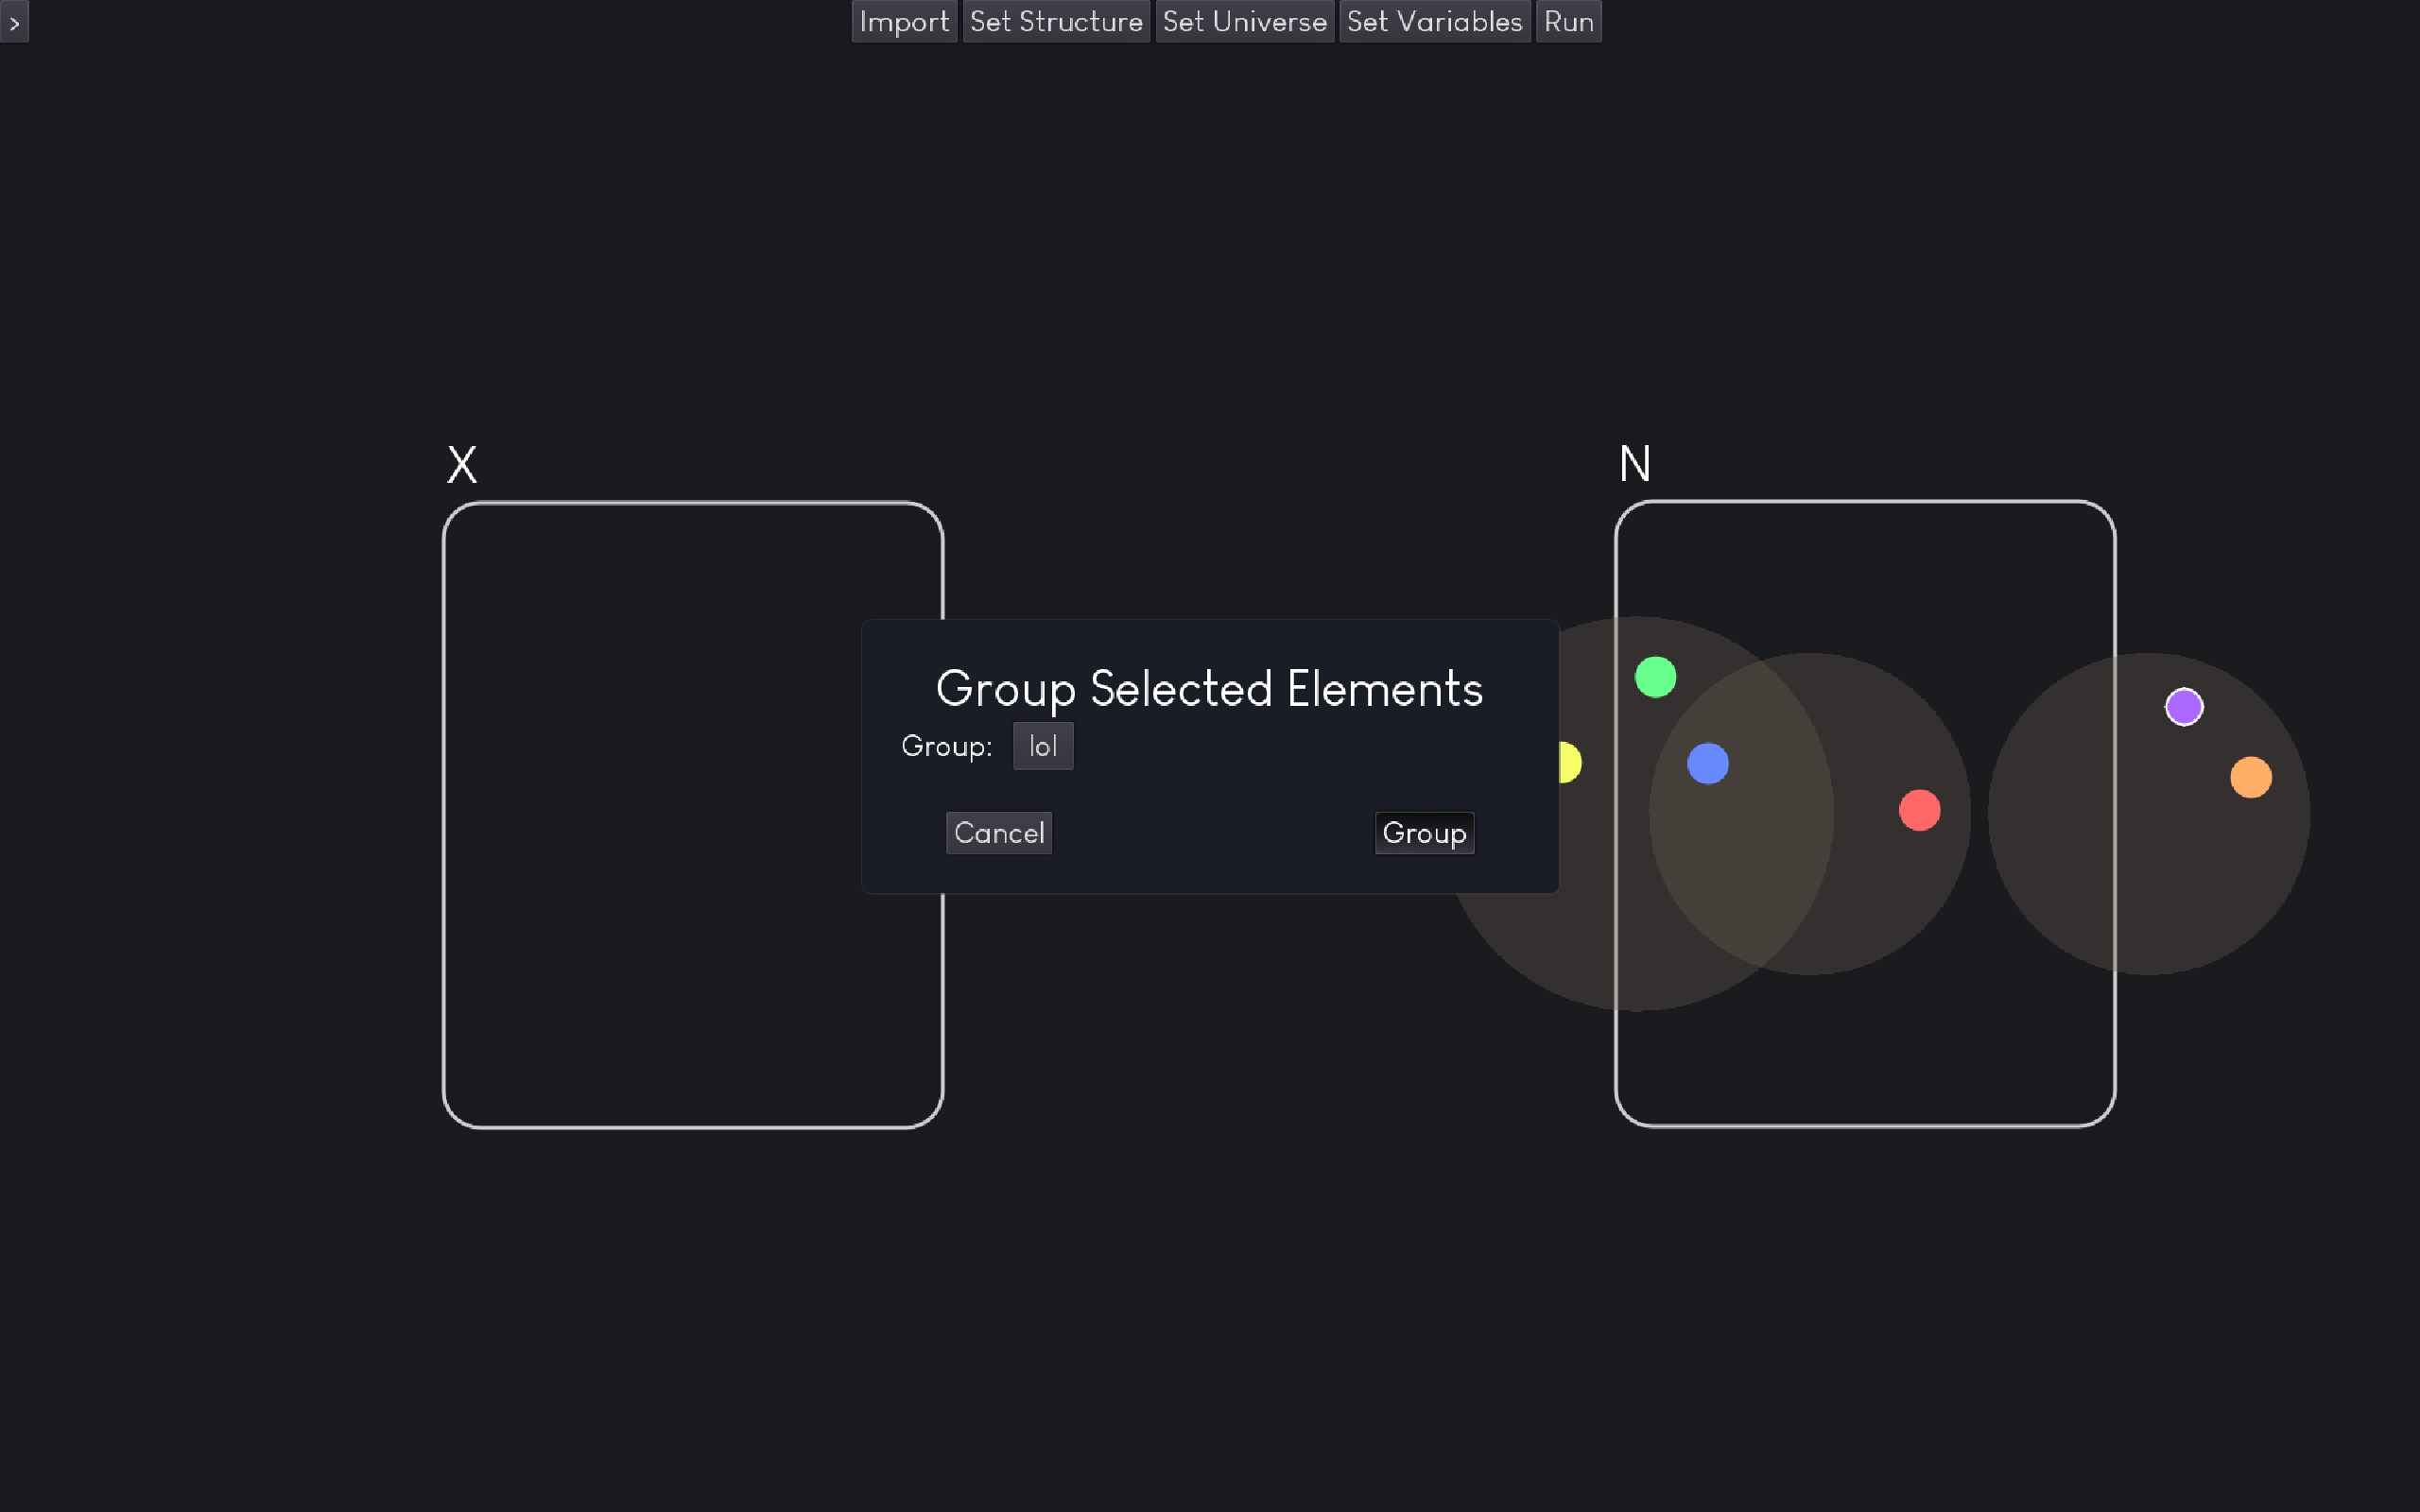 >
Import Set Structure Set Universe Set Variables Run
X
N
Group Selected Elements
Group: lol
Cancel Group